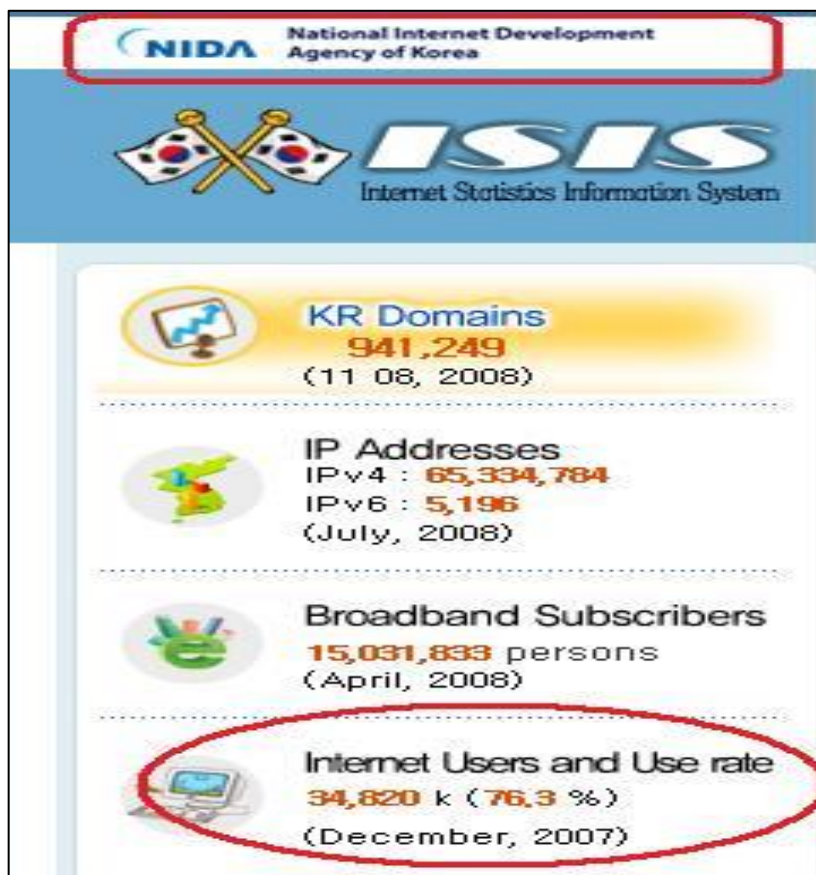 NIDA National Internet Development
Agency of Korea
ISIS
Internet Statistics Information System
KR Domains
941,249
(11 08, 2008)
IP Addresses
IPv4 : 65,334,784
IPv6 : 5,196
(July, 2008)
Broadband Subscribers
15,031,833 persons
(April, 2008)
Internet Users and Use rate
34,820 k (76.3 %)
(December, 2007)